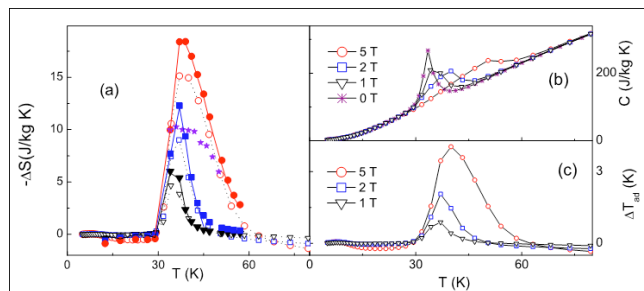 -ΔS(J/kg K)
15
10
5
0
0
30
60
T (K)
(a)
5 T
2 T
1 T
0 T
(b)
200
0
C (J/kg K)
(c)
5 T
2 T
1 T
3
0
ΔT_ad (K)
0
30
60
T (K)